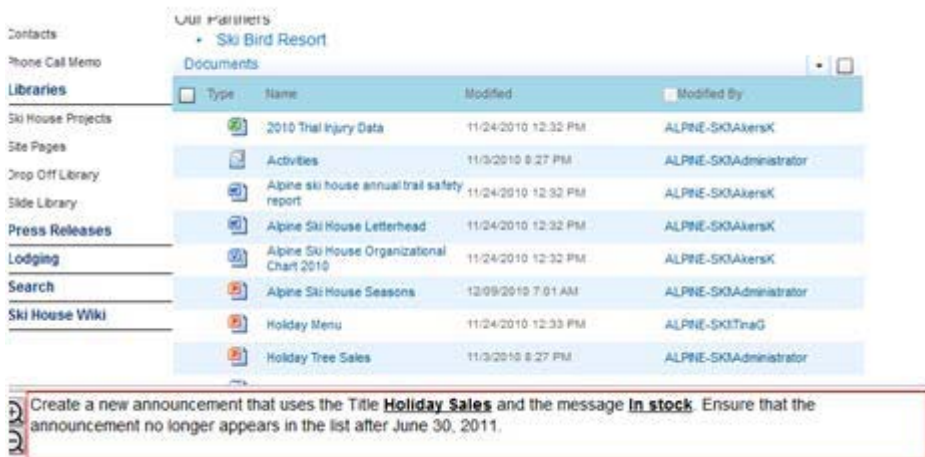 Our Partners
Contacts
• Ski Bird Resort
Phone Call Memo
Documents
Libraries
Type Name Modified Modified By
Ski House Projects
2010 Trial Injury Data 11/24/2010 12:32 PM ALPINE-SKI\AkersK
Site Pages
Activities 11/3/2010 8:27 PM ALPINE-SKI\Administrator
Drop Off Library
Alpine ski house annual trail safety
report 11/24/2010 12:32 PM ALPINE-SKI\AkersK
Slide Library
Press Releases
Alpine Ski House Letterhead 11/24/2010 12:32 PM ALPINE-SKI\AkersK
Lodging
Alpine Ski House Organizational
Chart 2010 11/24/2010 12:32 PM ALPINE-SKI\AkersK
Search
Alpine Ski House Seasons 12/09/2010 7:01 AM ALPINE-SKI\Administrator
Ski House Wiki
Holiday Menu 11/24/2010 12:33 PM ALPINE-SKI\TinaG
Holiday Tree Sales 11/3/2010 8:27 PM ALPINE-SKI\Administrator
Create a new announcement that uses the Title Holiday Sales and the message In stock. Ensure that the
announcement no longer appears in the list after June 30, 2011.